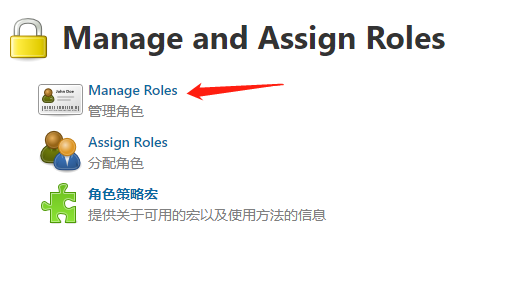 Manage and Assign Roles
John Doe
Manage Roles
管理角色
Assign Roles
分配角色
角色策略宏
提供关于可用的宏以及使用方法的信息